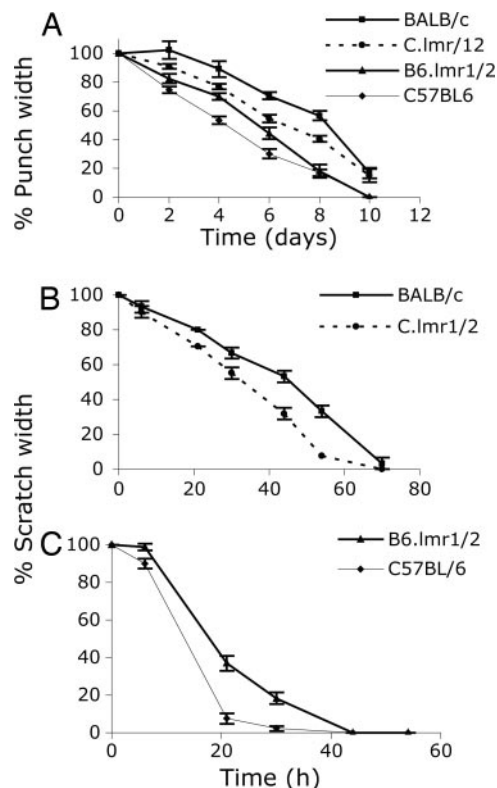 A
% Punch width
120
100
80
60
40
20
0
0 2 4 6 8 10 12
Time (days)
BALB/c
C.lmr/12
B6.lmr1/2
C57BL6
B
% Scratch width
100
80
60
40
20
0
0 20 40 60 80
BALB/c
C.lmr1/2
C
100
80
60
40
20
0
0 20 40 60
Time (h)
B6.lmr1/2
C57BL/6